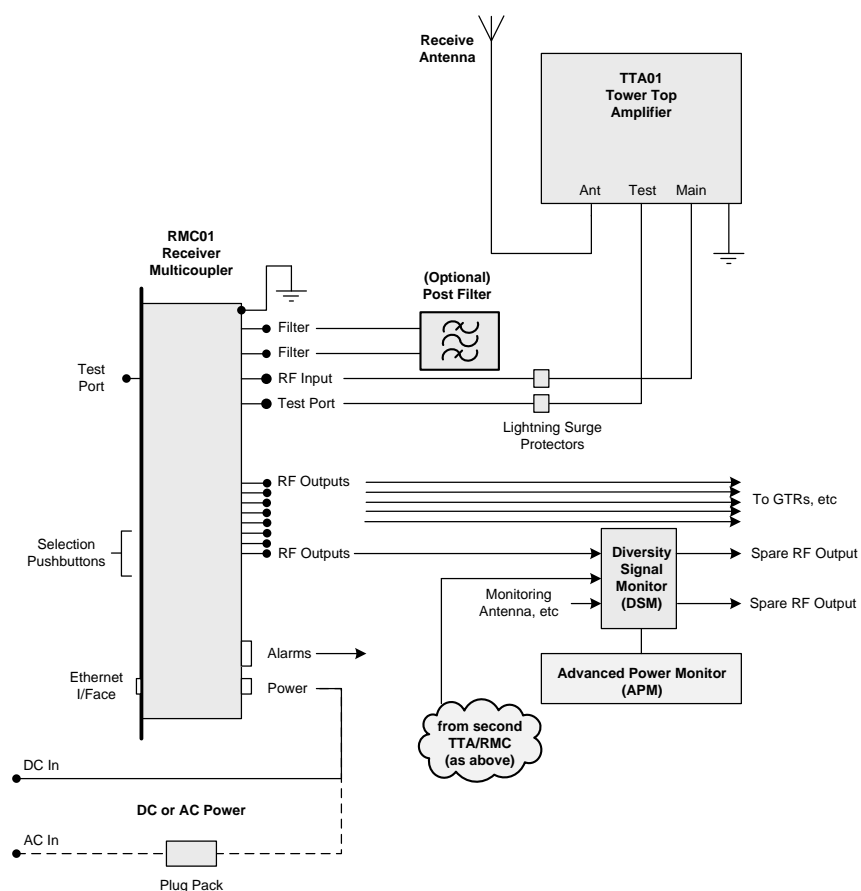 Receive
Antenna
TTA01
Tower Top
Amplifier
Ant Test Main
RMC01
Receiver
Multicoupler
(Optional)
Post Filter
Filter
Filter
RF Input
Test Port
Test
Port
Lightning Surge
Protectors
RF Outputs
To GTRs, etc
Selection
Pushbuttons
RF Outputs
Diversity
Signal
Monitor
(DSM)
Spare RF Output
Monitoring
Antenna, etc
Spare RF Output
Alarms
Ethernet
I/Face
Power
Advanced Power Monitor
(APM)
from second
TTA/RMC
(as above)
DC In
DC or AC Power
AC In
Plug Pack